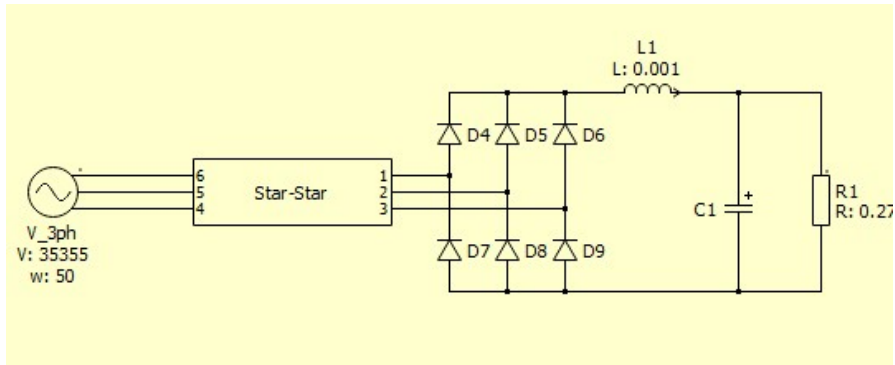 L1
L: 0.001
D4
D5
D6
6
5
4
Star-Star
1
2
3
V_3ph
V: 35355
w: 50
D7
D8
D9
C1
+
R1
R: 0.27